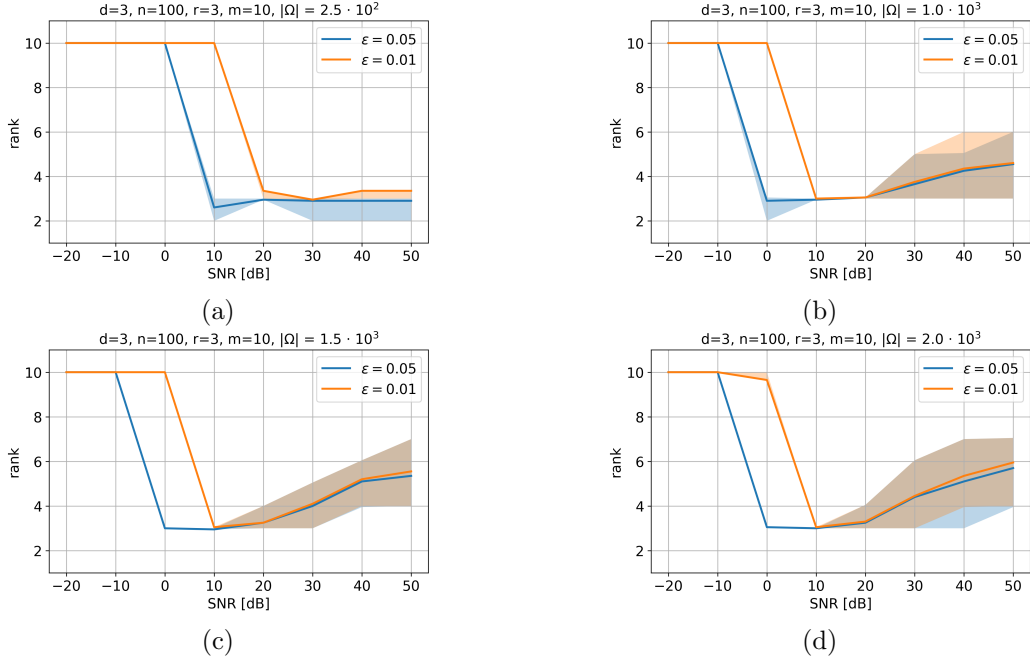 d=3, n=100, r=3, m=10, |Ω| = 2.5 · 10²
rank
10
8
6
4
2
ε = 0.05
ε = 0.01
−20 −10 0 10 20 30 40 50
SNR [dB]
(a)
d=3, n=100, r=3, m=10, |Ω| = 1.0 · 10³
rank
10
8
6
4
2
ε = 0.05
ε = 0.01
−20 −10 0 10 20 30 40 50
SNR [dB]
(b)
d=3, n=100, r=3, m=10, |Ω| = 1.5 · 10³
rank
10
8
6
4
2
ε = 0.05
ε = 0.01
−20 −10 0 10 20 30 40 50
SNR [dB]
(c)
d=3, n=100, r=3, m=10, |Ω| = 2.0 · 10³
rank
10
8
6
4
2
ε = 0.05
ε = 0.01
−20 −10 0 10 20 30 40 50
SNR [dB]
(d)